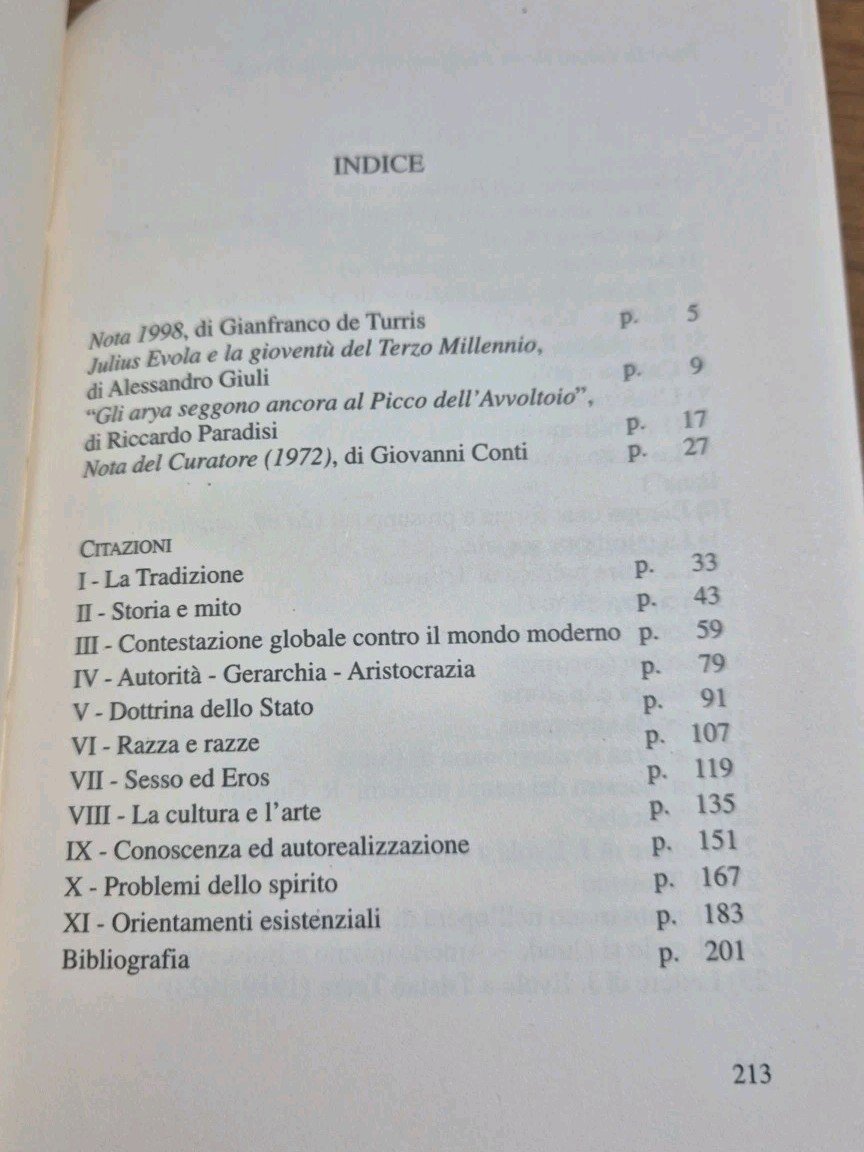 INDICE
Nota 1998, di Gianfranco de Turris p. 5
Julius Evola e la gioventù del Terzo Millennio,
di Alessandro Giuli p. 9
“Gli arya seggono ancora al Picco dell’Avvoltoio”,
di Riccardo Paradisi p. 17
Nota del Curatore (1972), di Giovanni Conti p. 27
CITAZIONI
I - La Tradizione p. 33
II - Storia e mito p. 43
III - Contestazione globale contro il mondo moderno p. 59
IV - Autorità - Gerarchia - Aristocrazia p. 79
V - Dottrina dello Stato p. 91
VI - Razza e razze p. 107
VII - Sesso ed Eros p. 119
VIII - La cultura e l’arte p. 135
IX - Conoscenza ed autorealizzazione p. 151
X - Problemi dello spirito p. 167
XI - Orientamenti esistenziali p. 183
Bibliografia p. 201
213